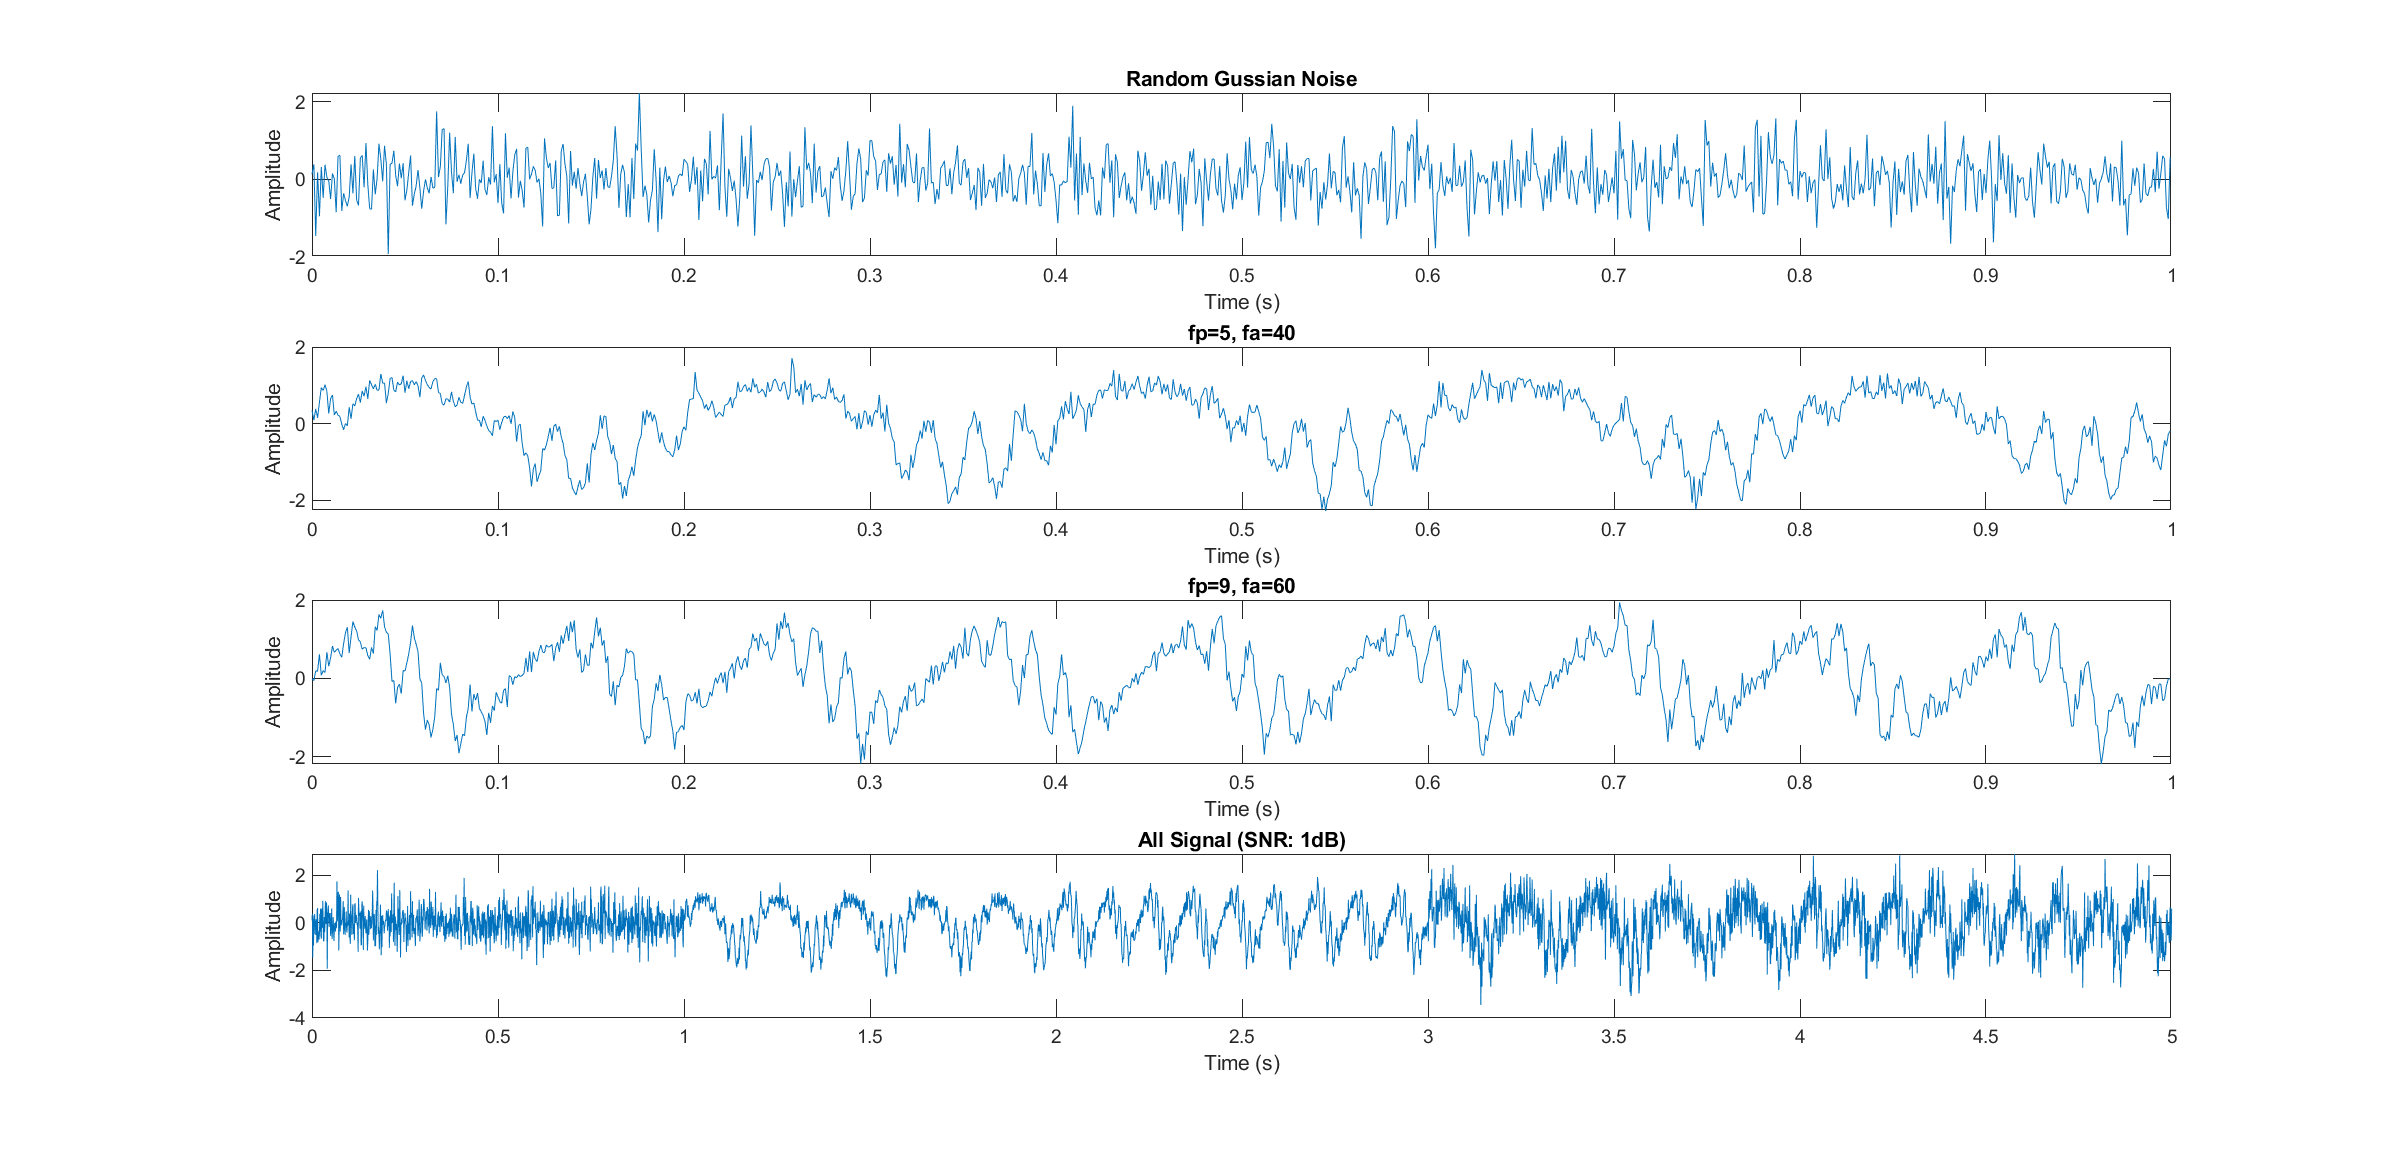 Random Gussian Noise
2
0
-2
Amplitude
0 0.1 0.2 0.3 0.4 0.5 0.6 0.7 0.8 0.9 1
Time (s)
fp=5, fa=40
2
0
-2
Amplitude
0 0.1 0.2 0.3 0.4 0.5 0.6 0.7 0.8 0.9 1
Time (s)
fp=9, fa=60
2
0
-2
Amplitude
0 0.1 0.2 0.3 0.4 0.5 0.6 0.7 0.8 0.9 1
Time (s)
All Signal (SNR: 1dB)
2
0
-2
-4
Amplitude
0 0.5 1 1.5 2 2.5 3 3.5 4 4.5 5
Time (s)